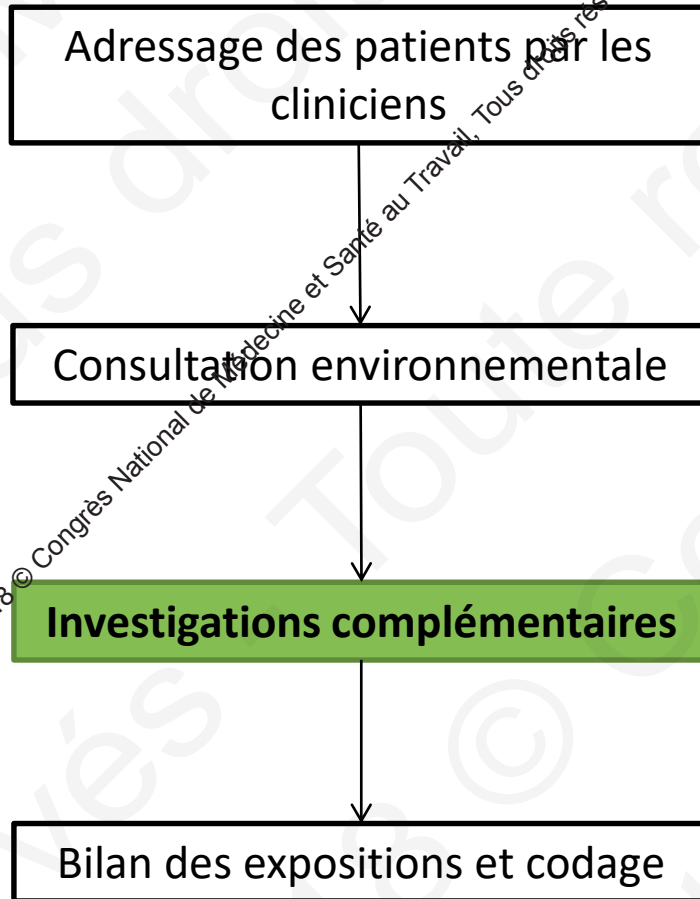 Adressage des patients par les
cliniciens
Consultation environnementale
Investigations complémentaires
Bilan des expositions et codage
8 © Congrès National de Médecine et Santé au Travail, Tous droits rés